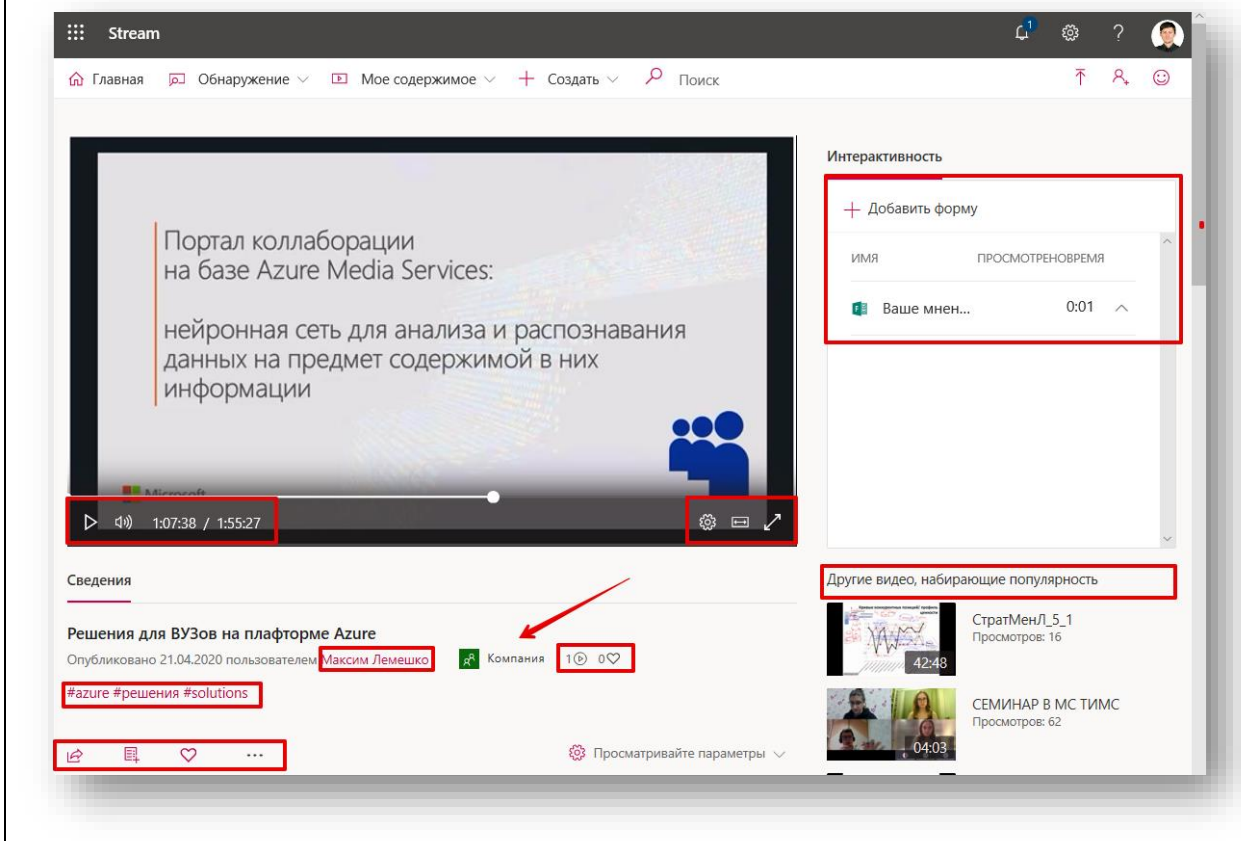 Stream
1
?
Главная Обнаружение Мое содержимое Создать Поиск
Интерактивность
Добавить форму
ИМЯ ПРОСМОТРЕНОВРЕМЯ
Ваше мнен... 0:01
Портал коллаборации
на базе Azure Media Services:
нейронная сеть для анализа и распознавания
данных на предмет содержимой в них
информации
Microsoft
1:07:38 / 1:55:27
Сведения
Решения для ВУЗов на плафторме Azure
Опубликовано 21.04.2020 пользователем Максим Лемешко Компания 1 0
#azure #решения #solutions
Просматривайте параметры
Другие видео, набирающие популярность
СтратМенЛ_5_1
Просмотров: 16
42:48
СЕМИНАР В МС ТИМС
Просмотров: 62
04:03